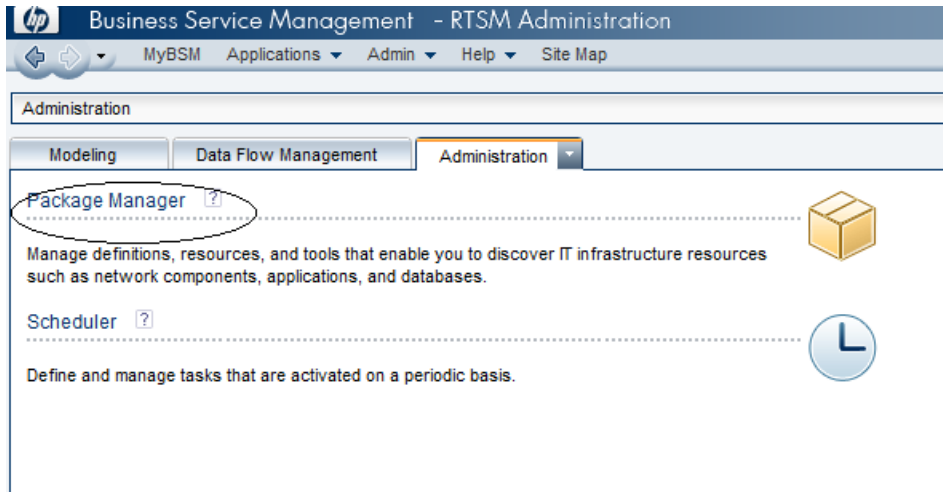 hp Business Service Management - RTSM Administration
MyBSM Applications Admin Help Site Map
Administration
Modeling Data Flow Management Administration
Package Manager ?
Manage definitions, resources, and tools that enable you to discover IT infrastructure resources
such as network components, applications, and databases.
Scheduler ?
Define and manage tasks that are activated on a periodic basis.